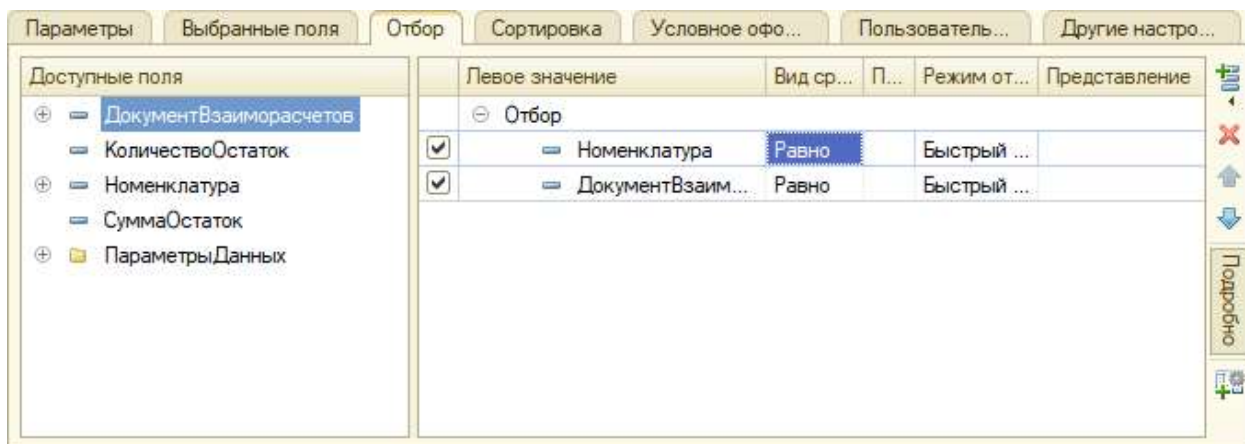 Параметры Выбранные поля Отбор Сортировка Условное офо... Пользователь... Другие настро...
Доступные поля
ДокументВзаиморасчетов
КоличествоОстаток
Номенклатура
СуммаОстаток
ПараметрыДанных
Левое значение Вид ср... П... Режим от... Представление
Отбор
Номенклатура Равно Быстрый ...
ДокументВзаим... Равно Быстрый ...
Подробно